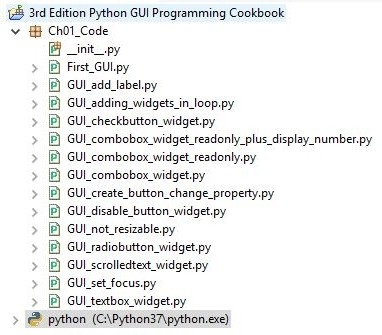 3rd Edition Python GUI Programming Cookbook
Ch01_Code
__init__.py
First_GUI.py
GUI_add_label.py
GUI_adding_widgets_in_loop.py
GUI_checkbutton_widget.py
GUI_combobox_widget_readonly_plus_display_number.py
GUI_combobox_widget_readonly.py
GUI_combobox_widget.py
GUI_create_button_change_property.py
GUI_disable_button_widget.py
GUI_not_resizable.py
GUI_radiobutton_widget.py
GUI_scrolledtext_widget.py
GUI_set_focus.py
GUI_textbox_widget.py
python (C:\Python37\python.exe)